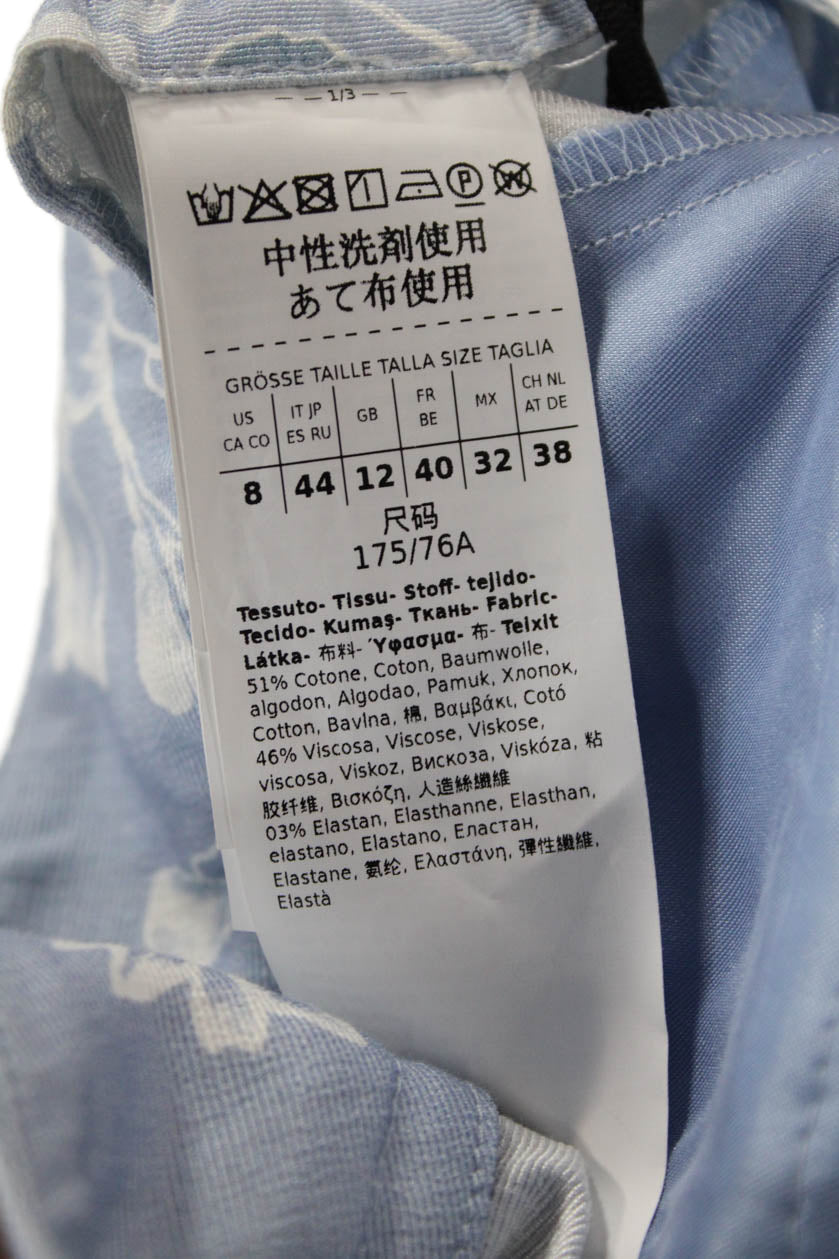 — — 1/3 — —
P W
中性洗剤使用
あて布使用
GRÖSSE TAILLE TALLA SIZE TAGLIA
US CA CO IT JP ES RU GB FR BE MX CH NL AT DE
8 44 12 40 32 38
尺码
175/76A
Tessuto- Tissu- Stoff- tejido-
Tecido- Kumaş- Ткань- Fabric-
Látka- 布料- Ύφασμα- 布- Teixit
51% Cotone, Coton, Baumwolle,
algodon, Algodao, Pamuk, Хлопок,
Cotton, Bavlna, 棉, Βαμβάκι, Cotó
46% Viscosa, Viscose, Viskose,
viscosa, Viskoz, Вискоза, Viskóza, 粘
胶纤维, Βισκόζη, 人造絲纖維
03% Elastan, Elasthanne, Elasthan,
elastano, Elastano, Еластан,
Elastane, 氨纶, Ελαστάνη, 彈性纖維,
Elastà